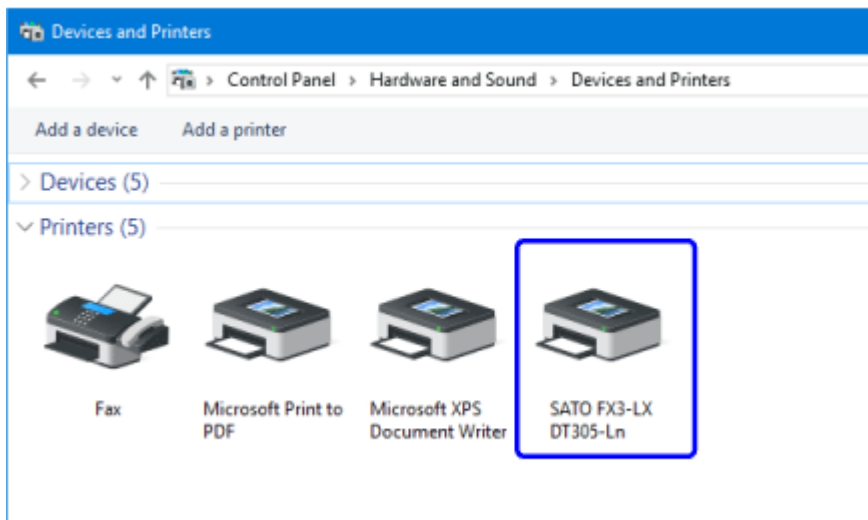 Devices and Printers
Control Panel > Hardware and Sound > Devices and Printers
Add a device Add a printer
Devices (5)
Printers (5)
Fax
Microsoft Print to
PDF
Microsoft XPS
Document Writer
SATO FX3-LX
DT305-Ln